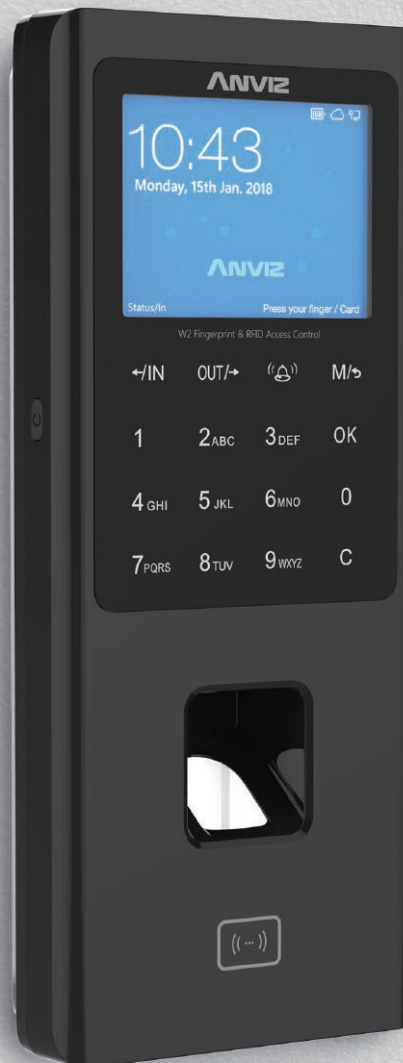 ANVIZ
10:43
Monday, 15th Jan. 2018
ANVIZ
Status/In Press your finger / Card
W2 Fingerprint & RFID Access Control
←/IN OUT/→ M/↩
1 2ABC 3DEF OK
4GHI 5JKL 6MNO 0
7PQRS 8TUV 9WXYZ C